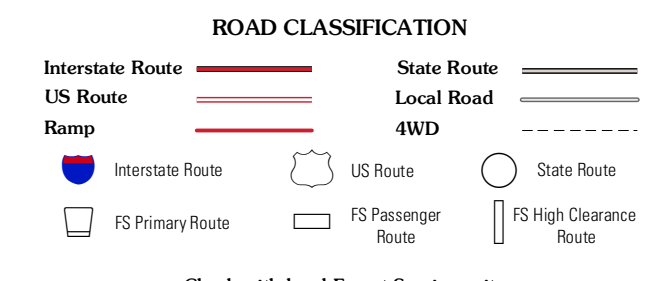 ROAD CLASSIFICATION
Interstate Route
State Route
US Route
Local Road
Ramp
4WD
Interstate Route
US Route
State Route
FS Primary Route
FS Passenger
Route
FS High Clearance
Route